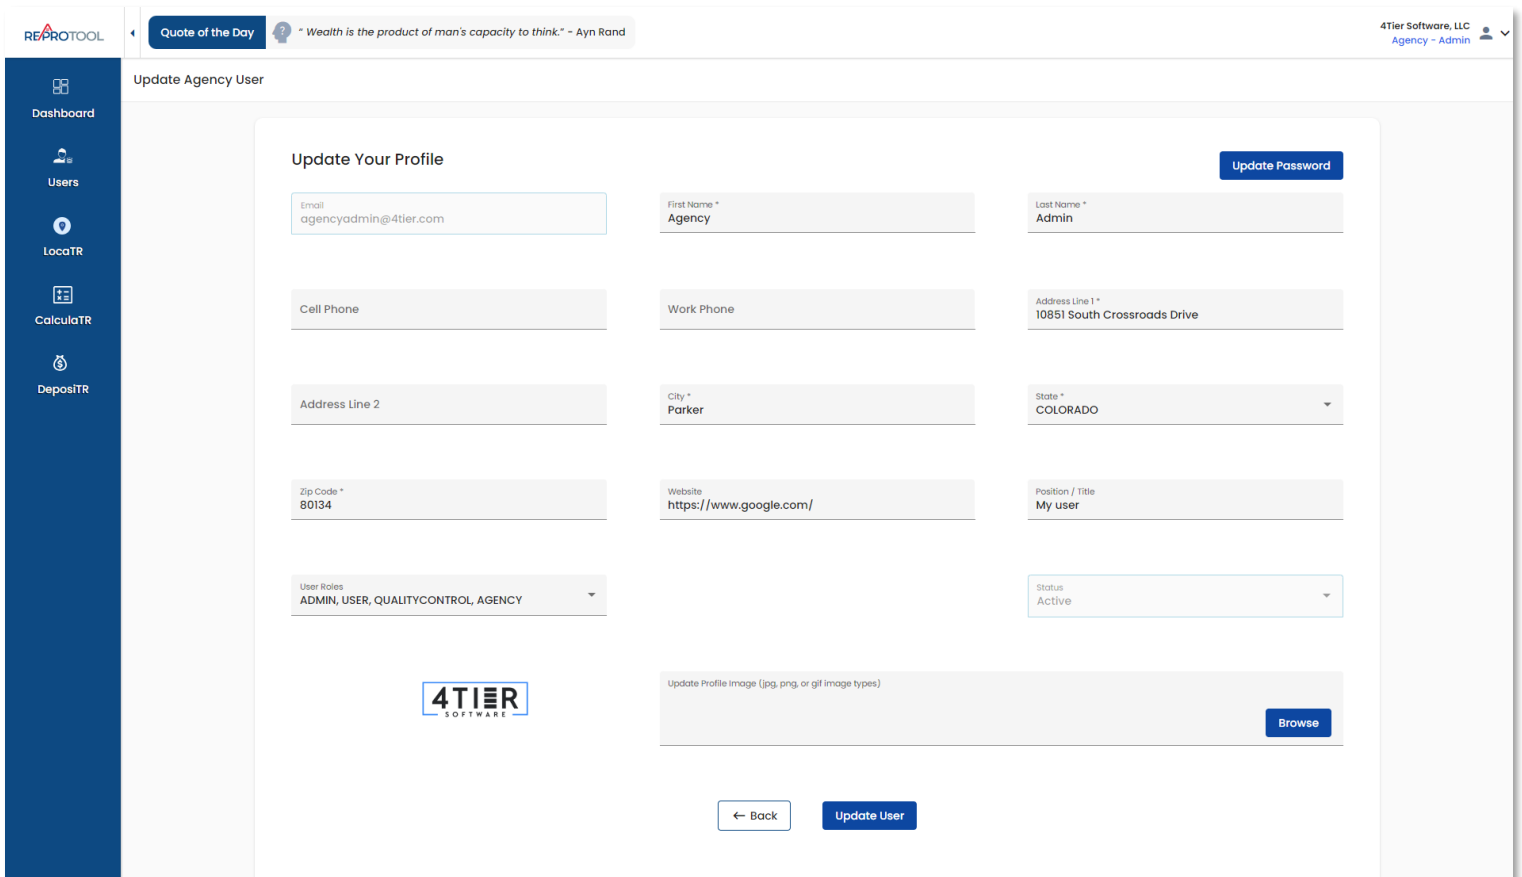 REAPROTOOL
Quote of the Day
?
“ Wealth is the product of man's capacity to think.” - Ayn Rand
4Tier Software, LLC
Agency - Admin
Dashboard
Users
LocaTR
CalculaTR
DeposiTR
Update Agency User
Update Your Profile
Update Password
Email
agencyadmin@4tier.com
First Name *
Agency
Last Name *
Admin
Cell Phone
Work Phone
Address Line 1 *
10851 South Crossroads Drive
Address Line 2
City *
Parker
State *
COLORADO
Zip Code *
80134
Website
https://www.google.com/
Position / Title
My user
User Roles
ADMIN, USER, QUALITYCONTROL, AGENCY
Status
Active
4TIER
SOFTWARE
Update Profile Image (jpg, png, or gif image types)
Browse
← Back
Update User